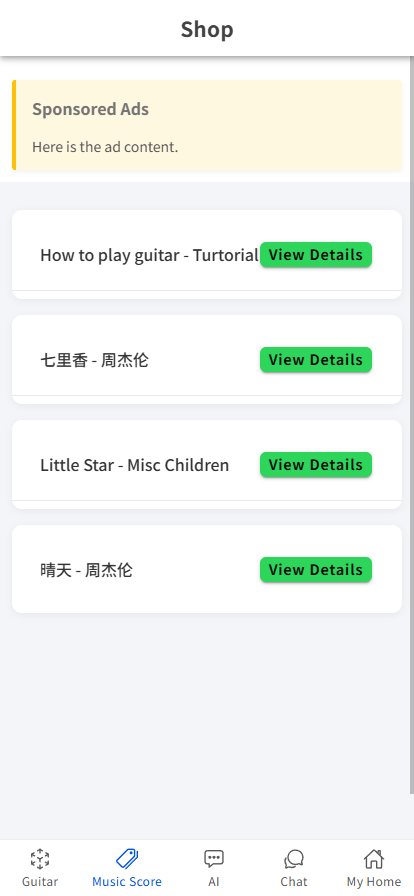 Shop
Sponsored Ads
Here is the ad content.
How to play guitar - Turtorial
View Details
七里香 - 周杰伦
View Details
Little Star - Misc Children
View Details
晴天 - 周杰伦
View Details
Guitar
Music Score
AI
Chat
My Home